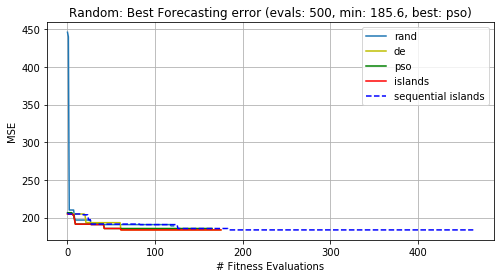 Random: Best Forecasting error (evals: 500, min: 185.6, best: pso)
450
400
350
300
250
200
MSE
rand
de
pso
islands
sequential islands
0
100
200
300
400
# Fitness Evaluations